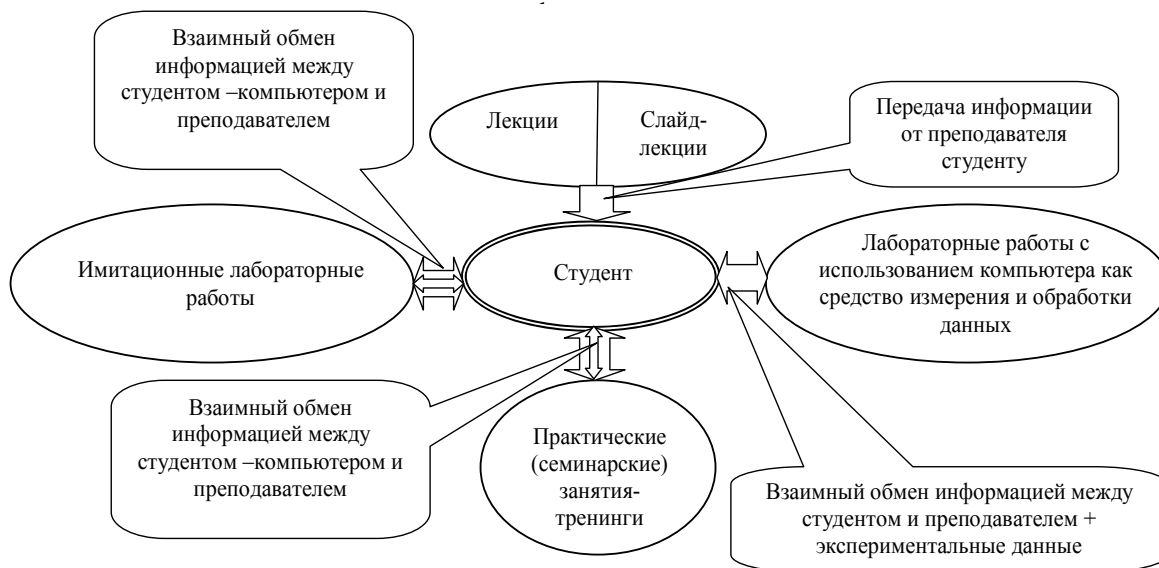 Взаимный обмен
информацией между
студентом –компьютером и
преподавателем
Лекции
Слайд-
лекции
Передача информации
от преподавателя
студенту
Имитационные лабораторные
работы
Студент
Лабораторные работы с
использованием компьютера как
средство измерения и обработки
данных
Взаимный обмен
информацией между
студентом –компьютером и
преподавателем
Практические
(семинарские)
занятия-
тренинги
Взаимный обмен информацией между
студентом и преподавателем +
экспериментальные данные